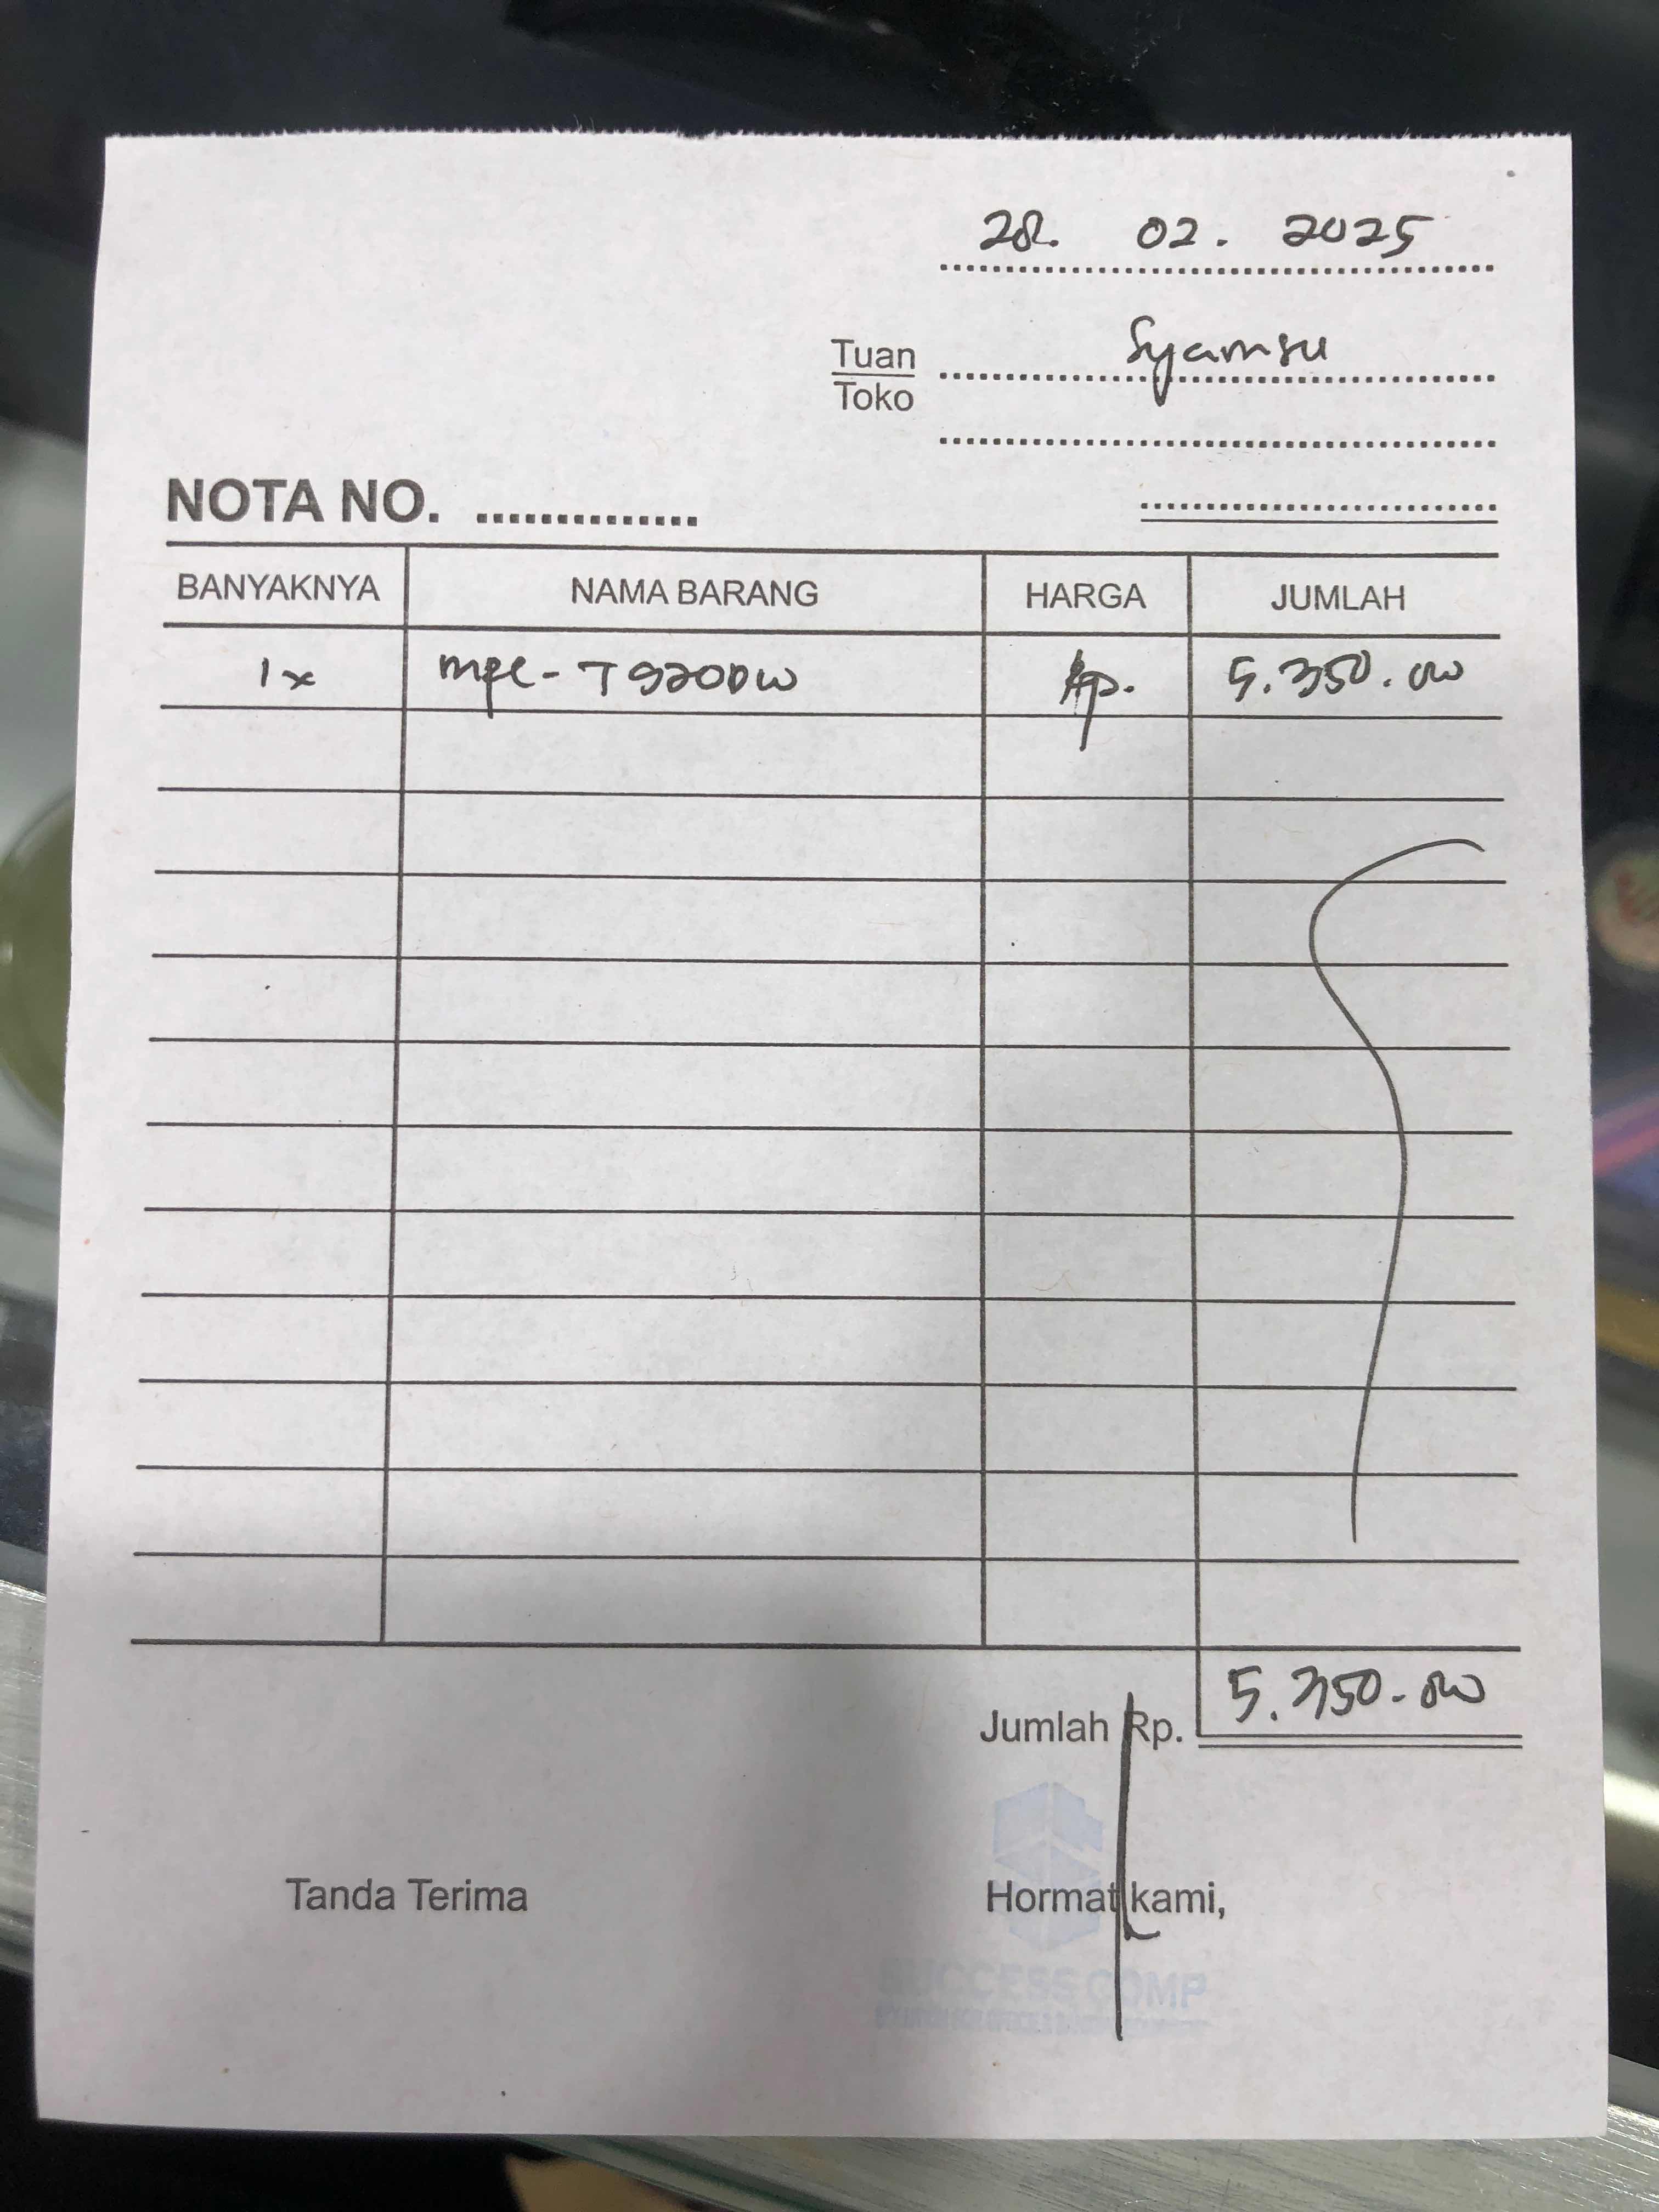 28. 02. 2025
Tuan Syamsu
Toko
NOTA NO. ..............
BANYAKNYA NAMA BARANG HARGA JUMLAH
1x mfc - T920DW Rp. 5.350.000
Jumlah Rp. 5.350.000
Tanda Terima Hormat kami,
SUCCESS COMP